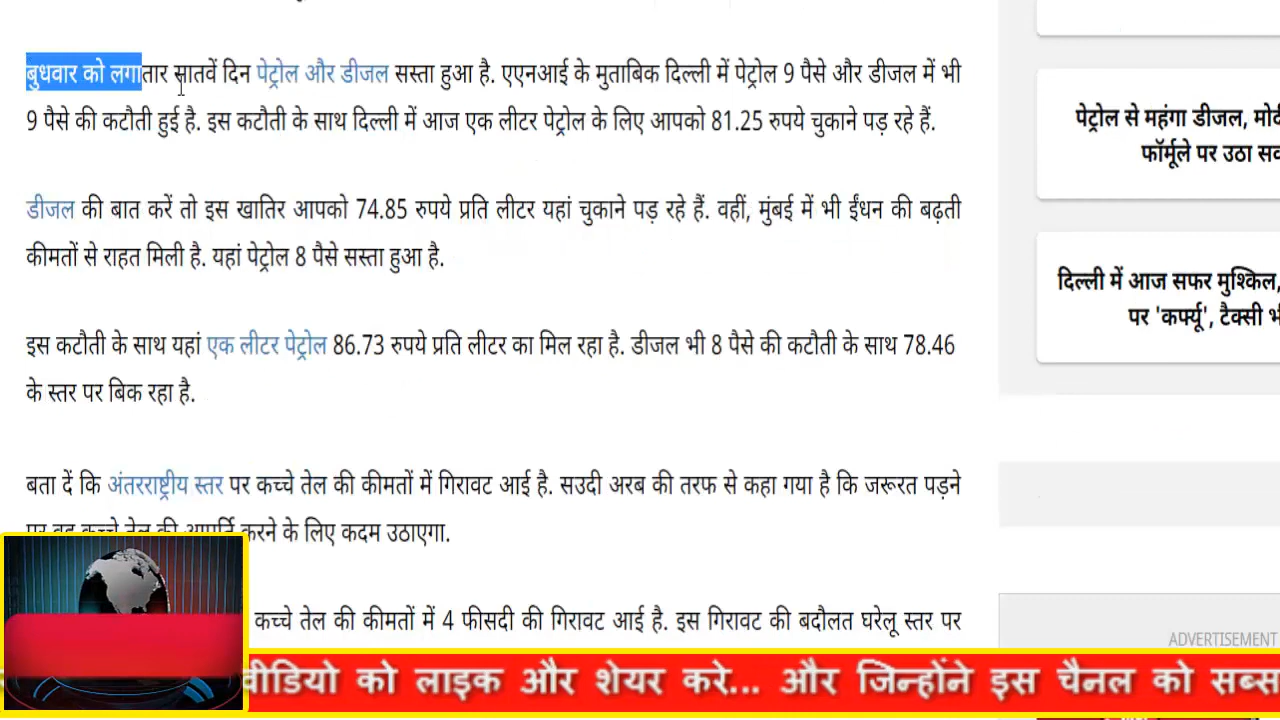 बुधवार को लगातार सातवें दिन पेट्रोल और डीजल सस्ता हुआ है. एएनआई के मुताबिक दिल्ली में पेट्रोल 9 पैसे और डीजल में भी
9 पैसे की कटौती हुई है. इस कटौती के साथ दिल्ली में आज एक लीटर पेट्रोल के लिए आपको 81.25 रुपये चुकाने पड़ रहे हैं.
डीजल की बात करें तो इस खातिर आपको 74.85 रुपये प्रति लीटर यहां चुकाने पड़ रहे हैं. वहीं, मुंबई में भी ईंधन की बढ़ती
कीमतों से राहत मिली है. यहां पेट्रोल 8 पैसे सस्ता हुआ है.
इस कटौती के साथ यहां एक लीटर पेट्रोल 86.73 रुपये प्रति लीटर का मिल रहा है. डीजल भी 8 पैसे की कटौती के साथ 78.46
के स्तर पर बिक रहा है.
बता दें कि अंतरराष्ट्रीय स्तर पर कच्चे तेल की कीमतों में गिरावट आई है. सउदी अरब की तरफ से कहा गया है कि जरूरत पड़ने
पर वह कच्चे तेल की आपूर्ति करने के लिए कदम उठाएगा.
कच्चे तेल की कीमतों में 4 फीसदी की गिरावट आई है. इस गिरावट की बदौलत घरेलू स्तर पर
पेट्रोल से महंगा डीजल, मोदी
फॉर्मूले पर उठा
दिल्ली में आज सफर मुश्किल,
पर 'कर्फ्यू', टैक्सी
ADVERTISEMENT
वीडियो को लाइक और शेयर करे... और जिन्होंने इस चैनल को सब्स